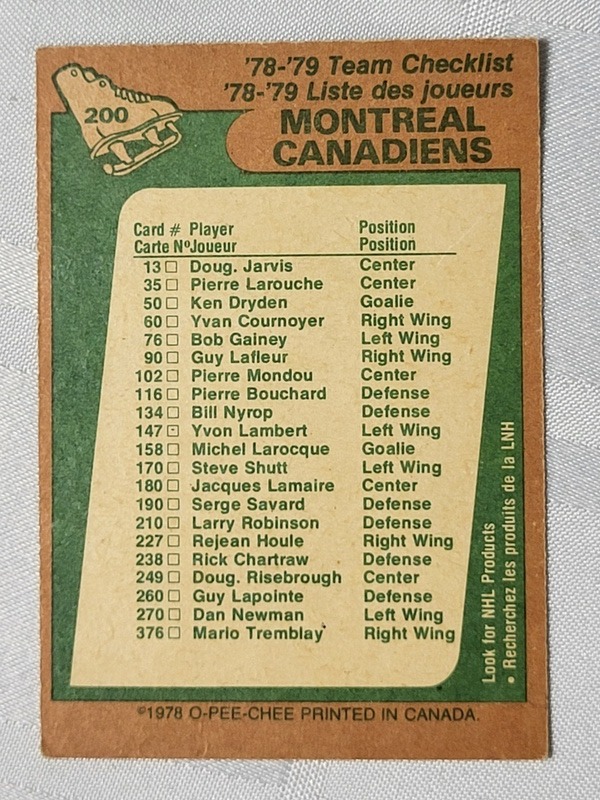 200
'78-'79 Team Checklist
'78-'79 Liste des joueurs
MONTREAL
CANADIENS
Card # Player Position
Carte Nº Joueur Position
13 □ Doug. Jarvis Center
35 □ Pierre Larouche Center
50 □ Ken Dryden Goalie
60 □ Yvan Cournoyer Right Wing
76 □ Bob Gainey Left Wing
90 □ Guy Lafleur Right Wing
102 □ Pierre Mondou Center
116 □ Pierre Bouchard Defense
134 □ Bill Nyrop Defense
147 □ Yvon Lambert Left Wing
158 □ Michel Larocque Goalie
170 □ Steve Shutt Left Wing
180 □ Jacques Lamaire Center
190 □ Serge Savard Defense
210 □ Larry Robinson Defense
227 □ Rejean Houle Right Wing
238 □ Rick Chartraw Defense
249 □ Doug. Risebrough Center
260 □ Guy Lapointe Defense
270 □ Dan Newman Left Wing
376 □ Mario Tremblay Right Wing
Look for NHL Products
• Recherchez les produits de la LNH
©1978 O-PEE-CHEE PRINTED IN CANADA.